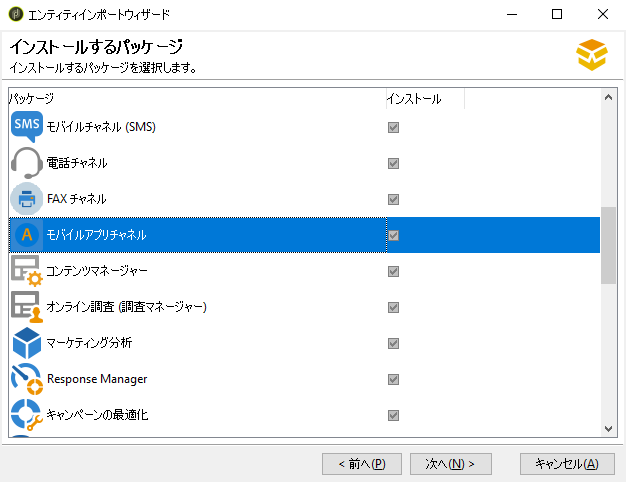 エンティティインポートウィザード
インストールするパッケージ
インストールするパッケージを選択します。
パッケージ インストール
SMS モバイルチャネル (SMS)
電話チャネル
FAX チャネル
A モバイルアプリチャネル
コンテンツマネージャー
オンライン調査 (調査マネージャー)
マーケティング分析
Response Manager
キャンペーンの最適化
< 前へ(P) 次へ(N) > キャンセル(A)